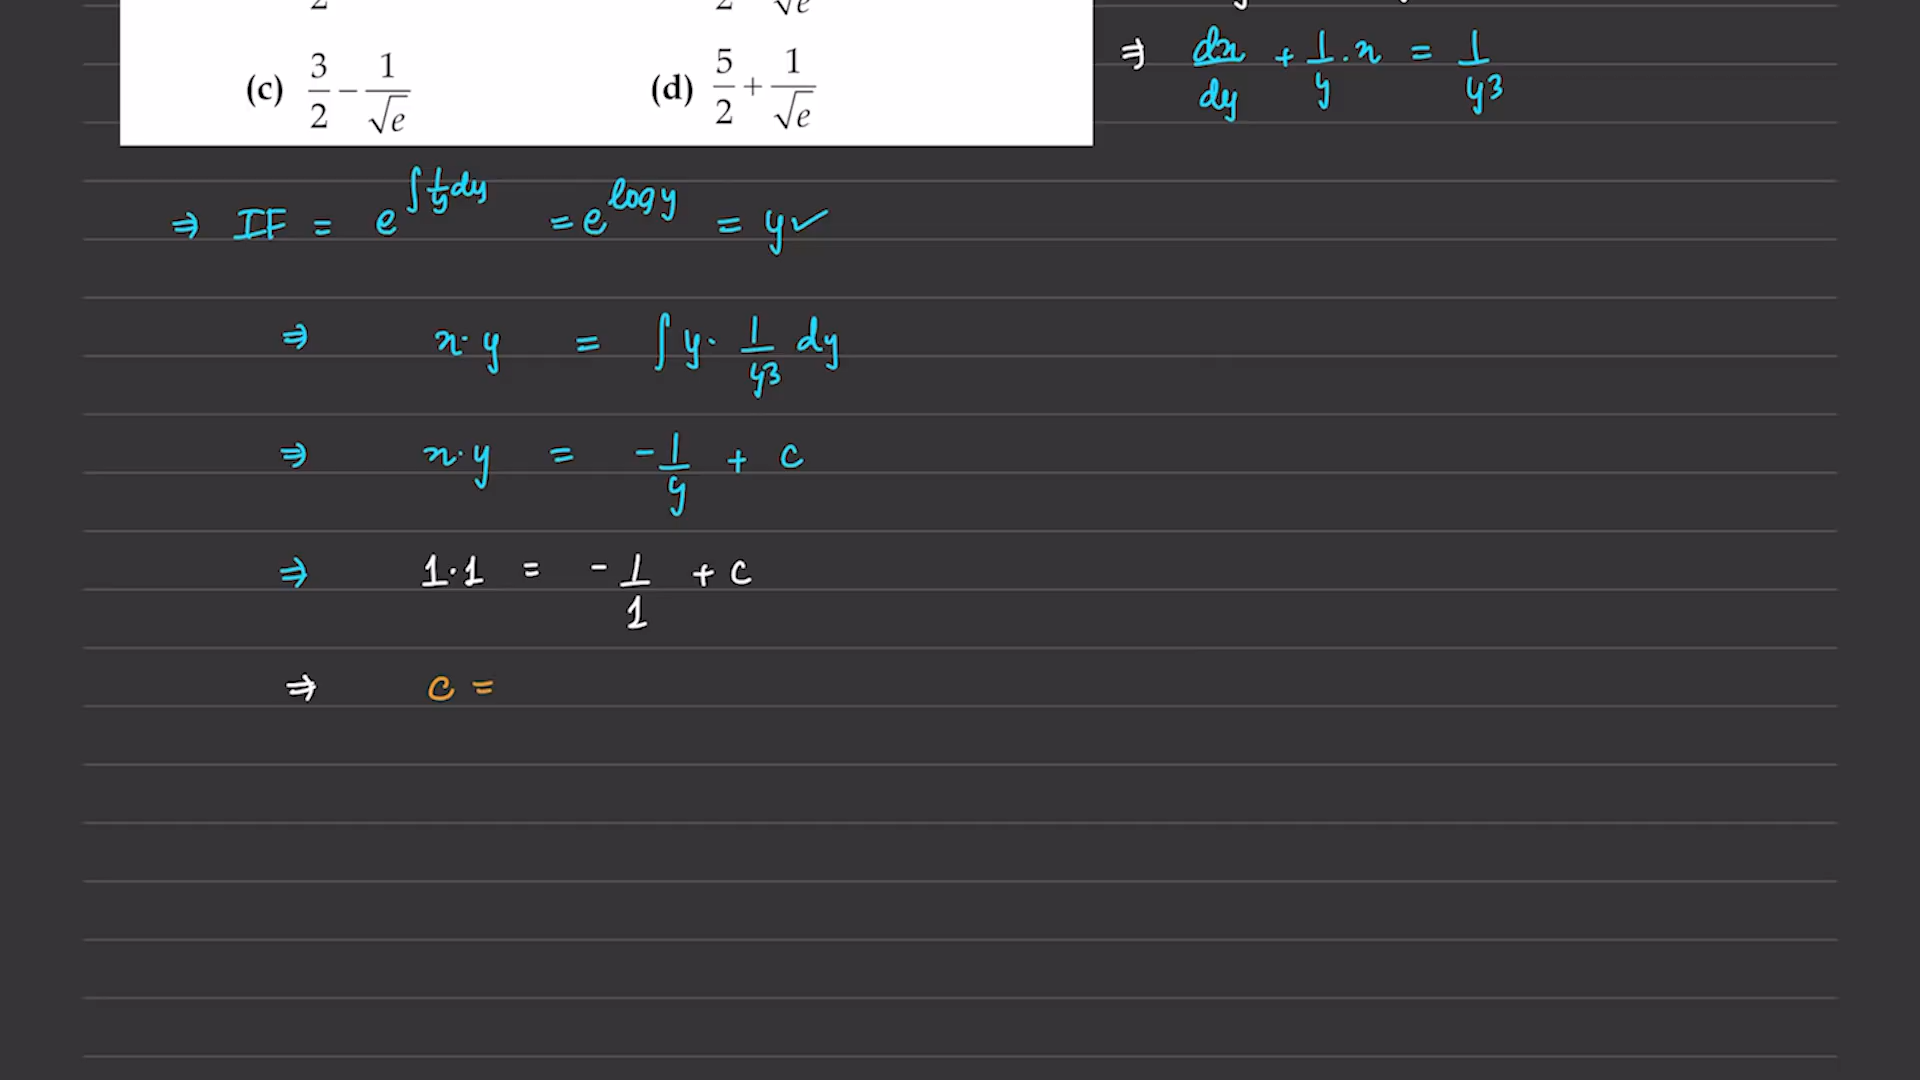 (c) 3/2 − 1/√e (d) 5/2 + 1/√e
⇒ dx/dy + 1/y · x = 1/y³
⇒ IF = e^∫1/y dy = e^log y = y ✓
⇒ x·y = ∫ y · 1/y³ dy
⇒ x·y = -1/y + c
⇒ 1·1 = -1/1 + c
⇒ c =